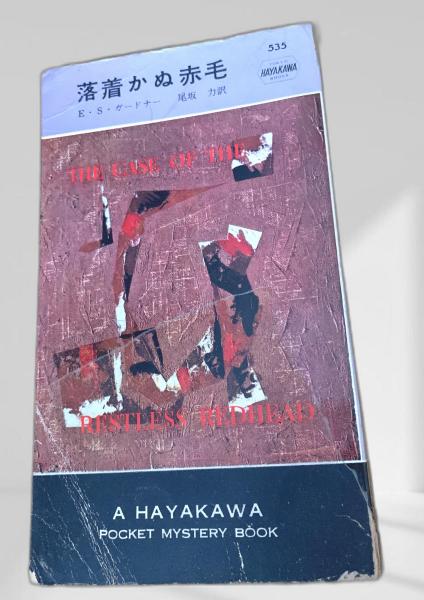 535
落着かぬ赤毛
HAYAKAWA
BOOKS
E・S・ガードナー 尾坂 力訳
THE CASE OF THE
RESTLESS REDHEAD
A HAYAKAWA
POCKET MYSTERY BOOK